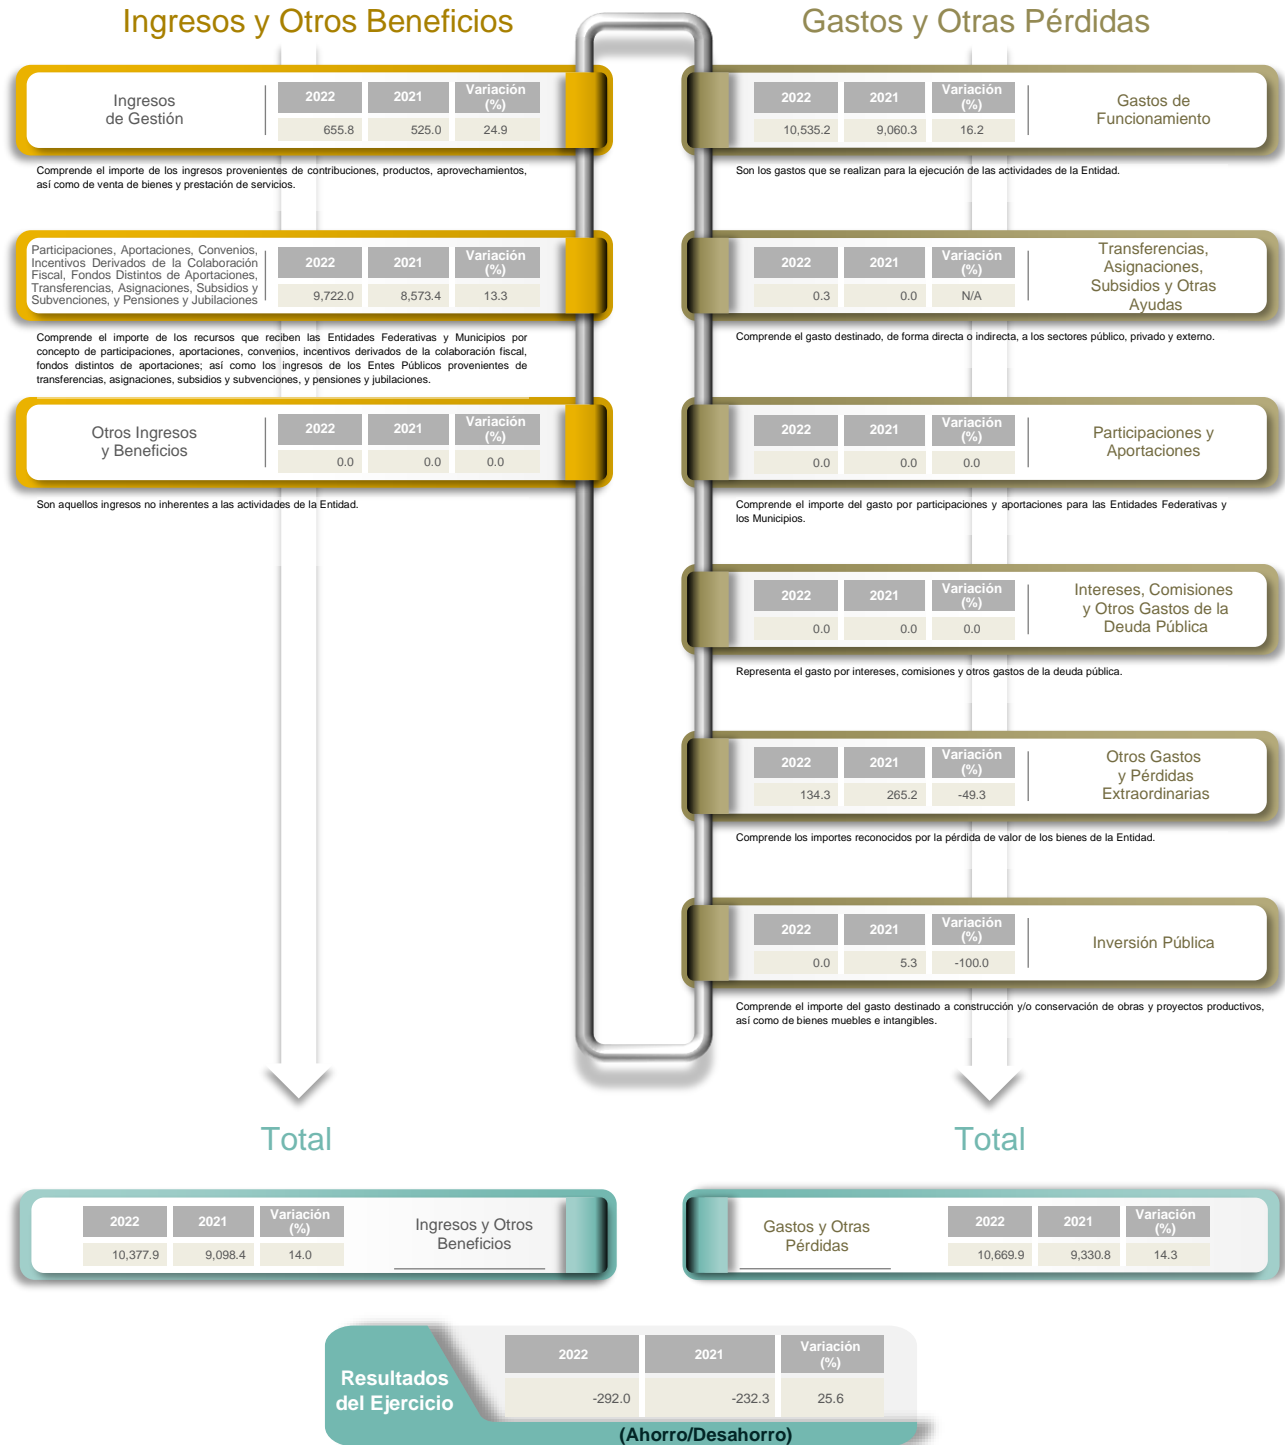 Ingresos y Otros Beneficios
Ingresos
de Gestión
2022 2021 Variación (%)
655.8 525.0 24.9
Comprende el importe de los ingresos provenientes de contribuciones, productos, aprovechamientos,
así como de venta de bienes y prestación de servicios.
Participaciones, Aportaciones, Convenios,
Incentivos Derivados de la Colaboración
Fiscal, Fondos Distintos de Aportaciones,
Transferencias, Asignaciones, Subsidios y
Subvenciones, y Pensiones y Jubilaciones
2022 2021 Variación (%)
9,722.0 8,573.4 13.3
Comprende el importe de los recursos que reciben las Entidades Federativas y Municipios por
concepto de participaciones, aportaciones, convenios, incentivos derivados de la colaboración fiscal,
fondos distintos de aportaciones; así como los ingresos de los Entes Públicos provenientes de
transferencias, asignaciones, subsidios y subvenciones, y pensiones y jubilaciones.
Otros Ingresos
y Beneficios
2022 2021 Variación (%)
0.0 0.0 0.0
Son aquellos ingresos no inherentes a las actividades de la Entidad.
Gastos y Otras Pérdidas
2022 2021 Variación (%)
10,535.2 9,060.3 16.2
Gastos de
Funcionamiento
Son los gastos que se realizan para la ejecución de las actividades de la Entidad.
2022 2021 Variación (%)
0.3 0.0 N/A
Transferencias,
Asignaciones,
Subsidios y Otras
Ayudas
Comprende el gasto destinado, de forma directa o indirecta, a los sectores público, privado y externo.
2022 2021 Variación (%)
0.0 0.0 0.0
Participaciones y
Aportaciones
Comprende el importe del gasto por participaciones y aportaciones para las Entidades Federativas y
los Municipios.
2022 2021 Variación (%)
0.0 0.0 0.0
Intereses, Comisiones
y Otros Gastos de la
Deuda Pública
Representa el gasto por intereses, comisiones y otros gastos de la deuda pública.
2022 2021 Variación (%)
134.3 265.2 -49.3
Otros Gastos
y Pérdidas
Extraordinarias
Comprende los importes reconocidos por la pérdida de valor de los bienes de la Entidad.
2022 2021 Variación (%)
0.0 5.3 -100.0
Inversión Pública
Comprende el importe del gasto destinado a construcción y/o conservación de obras y proyectos productivos,
así como de bienes muebles e intangibles.
Total
2022 2021 Variación (%)
10,377.9 9,098.4 14.0
Ingresos y Otros
Beneficios
Total
Gastos y Otras
Pérdidas
2022 2021 Variación (%)
10,669.9 9,330.8 14.3
Resultados
del Ejercicio
2022 2021 Variación (%)
-292.0 -232.3 25.6
(Ahorro/Desahorro)